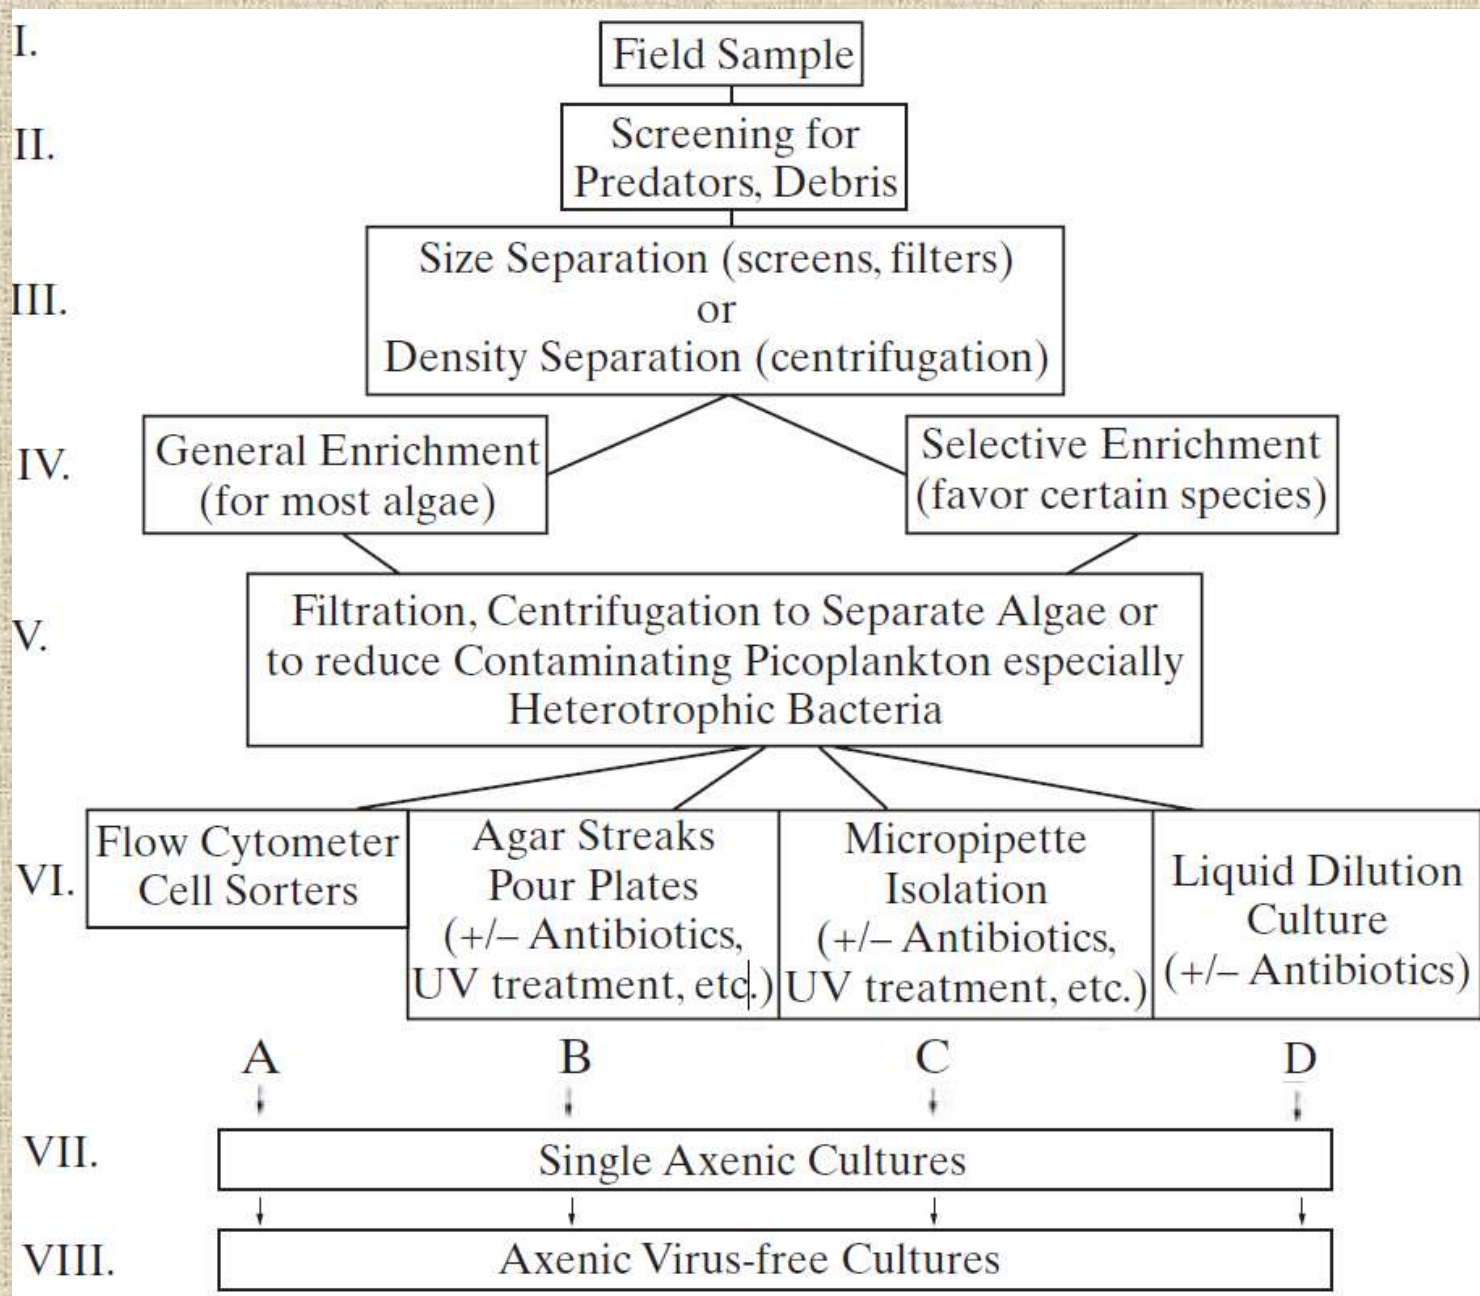 I.
Field Sample
II.
Screening for
Predators, Debris
III.
Size Separation (screens, filters)
or
Density Separation (centrifugation)
IV.
General Enrichment
(for most algae)
Selective Enrichment
(favor certain species)
V.
Filtration, Centrifugation to Separate Algae or
to reduce Contaminating Picoplankton especially
Heterotrophic Bacteria
VI.
Flow Cytometer
Cell Sorters
Agar Streaks
Pour Plates
(+/– Antibiotics,
UV treatment, etc.)
Micropipette
Isolation
(+/– Antibiotics,
UV treatment, etc.)
Liquid Dilution
Culture
(+/– Antibiotics)
A
B
C
D
VII.
Single Axenic Cultures
VIII.
Axenic Virus-free Cultures